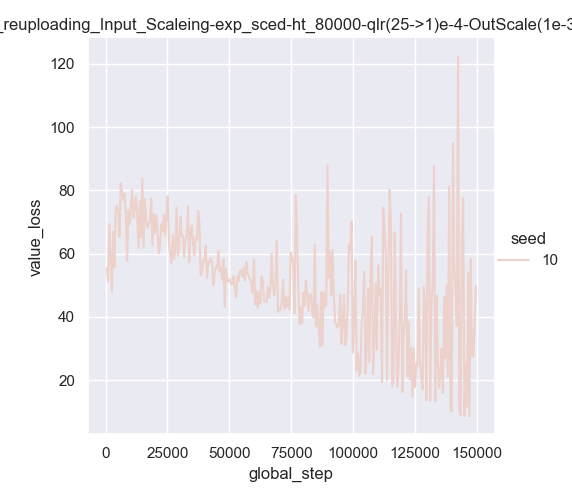 _reuploading_Input_Scaleing-exp_sced-ht_80000-qlr(25->1)e-4-OutScale(1e-3
120
100
80
60
40
20
value_loss
0 25000 50000 75000 100000 125000 150000
global_step
seed
10